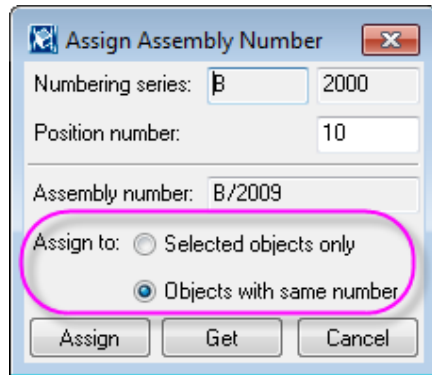 Assign Assembly Number
Numbering series: B 2000
Position number: 10
Assembly number: B/2009
Assign to: Selected objects only
Objects with same number
Assign Get Cancel